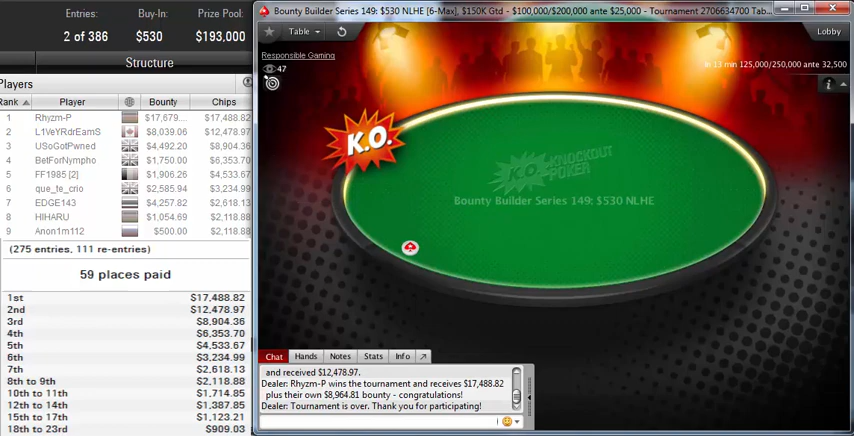 Bounty Builder Series 149: $530 NLHE [6-Max], $150K Gtd - $100,000/$200,000 ante $25,000 - Tournament 2706634700 Tab...
Entries: Buy-In: Prize Pool:
2 of 386 $530 $193,000
Structure
Players
Rank Player Bounty Chips
1 Rhyzm-P $17,679... $17,488.82
2 L1VeYRdrEamS $8,039.06 $12,478.97
3 USoGotPwned $4,492.20 $8,904.36
4 BetForNympho $1,750.00 $6,353.70
5 FF1985 [2] $1,906.26 $4,533.67
6 que_te_crio $2,585.94 $3,234.99
7 EDGE143 $4,257.82 $2,618.13
8 HIHARU $1,054.69 $2,118.88
9 Anon1m112 $500.00 $2,118.88
(275 entries, 111 re-entries)
59 places paid
1st $17,488.82
2nd $12,478.97
3rd $8,904.36
4th $6,353.70
5th $4,533.67
6th $3,234.99
7th $2,618.13
8th to 9th $2,118.88
10th to 11th $1,714.85
12th to 14th $1,387.85
15th to 17th $1,123.21
18th to 23rd $909.03
Table
Lobby
Responsible Gaming
47
In 13 min 125,000/250,000 ante 32,500
K.O.
K.O. KNOCKOUT POKER
Bounty Builder Series 149: $530 NLHE
Chat Hands Notes Stats Info
and received $12,478.97.
Dealer: Rhyzm-P wins the tournament and receives $17,488.82
plus their own $8,964.81 bounty - congratulations!
Dealer: Tournament is over. Thank you for participating!